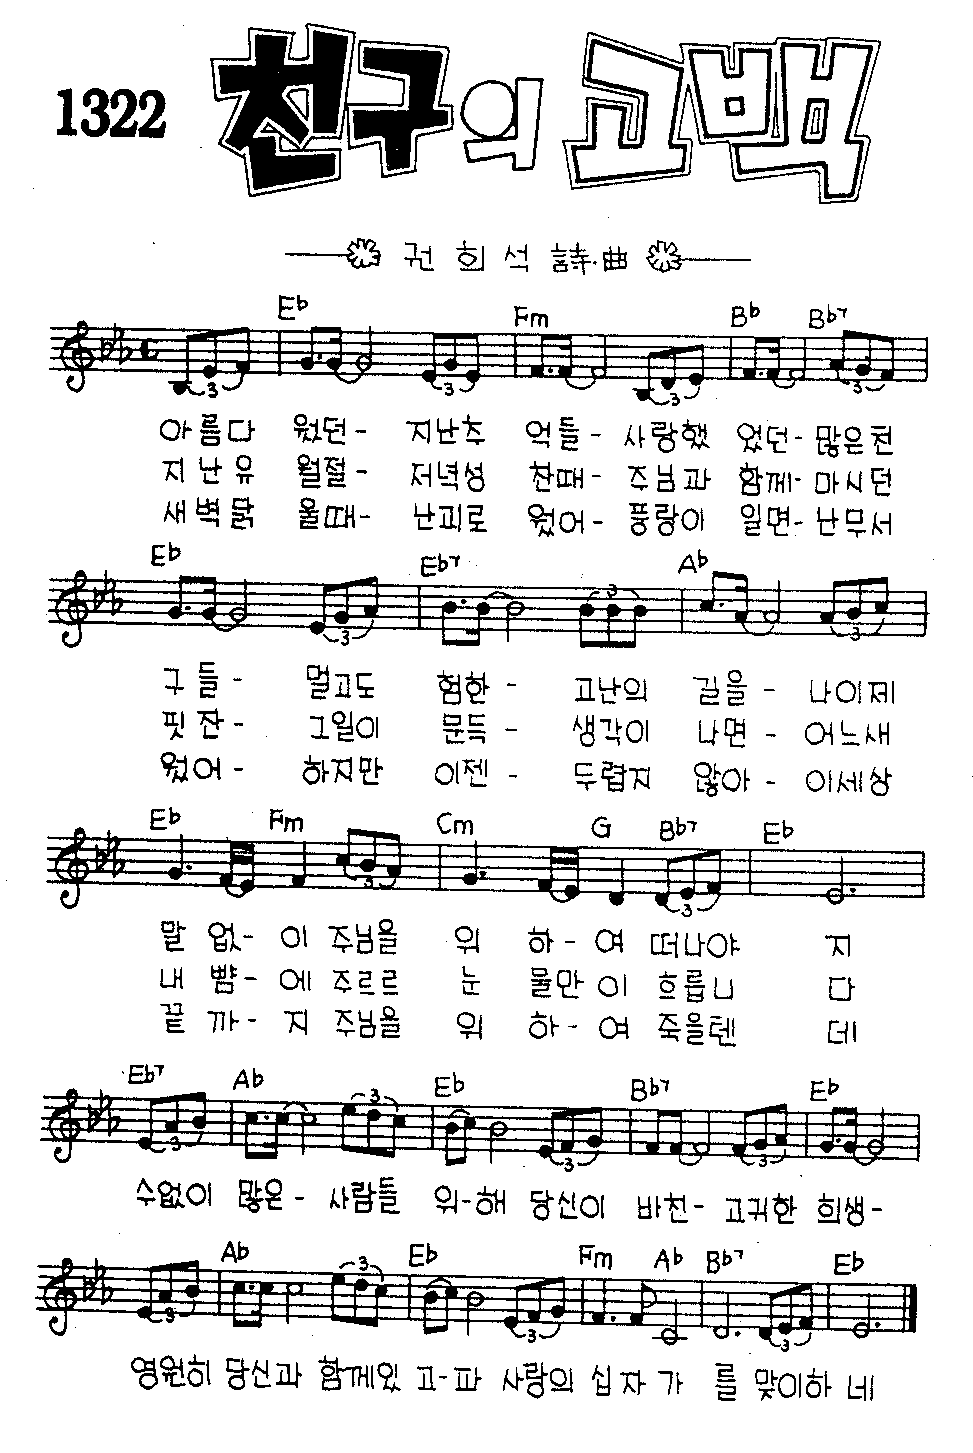 1322 친구의 고백
권 희 석 詩·曲
Eb Fm Bb Bb7
아름다 웠던- 지난추 억들- 사랑했 었던- 많은친
지난유 월절- 저녁성 찬때- 주님과 함께- 마시던
새벽닭 울때- 난괴로 웠어- 풍랑이 일면- 난무서
Eb Eb7 Ab
구들- 멀고도 험한- 고난의 길을- 나이제
핏잔- 그일이 문득- 생각이 나면- 어느새
웠어- 하지만 이젠- 두렵지 않아- 이세상
Eb Fm Cm G Bb7 Eb
말 없-이 주님을 위 하-여 떠나야 지
내 뺨-에 주르르 눈 물만이 흐릅니 다
끝 까-지 주님을 위 하-여 죽을텐 데
Eb7 Ab Eb Bb7 Eb
수없이 많은- 사람들 위-해 당신이 바친- 고귀한 희생-
Ab Eb Fm Ab Bb7 Eb
영원히 당신과 함께있 고-파 사랑의 십자가 를 맞이하 네